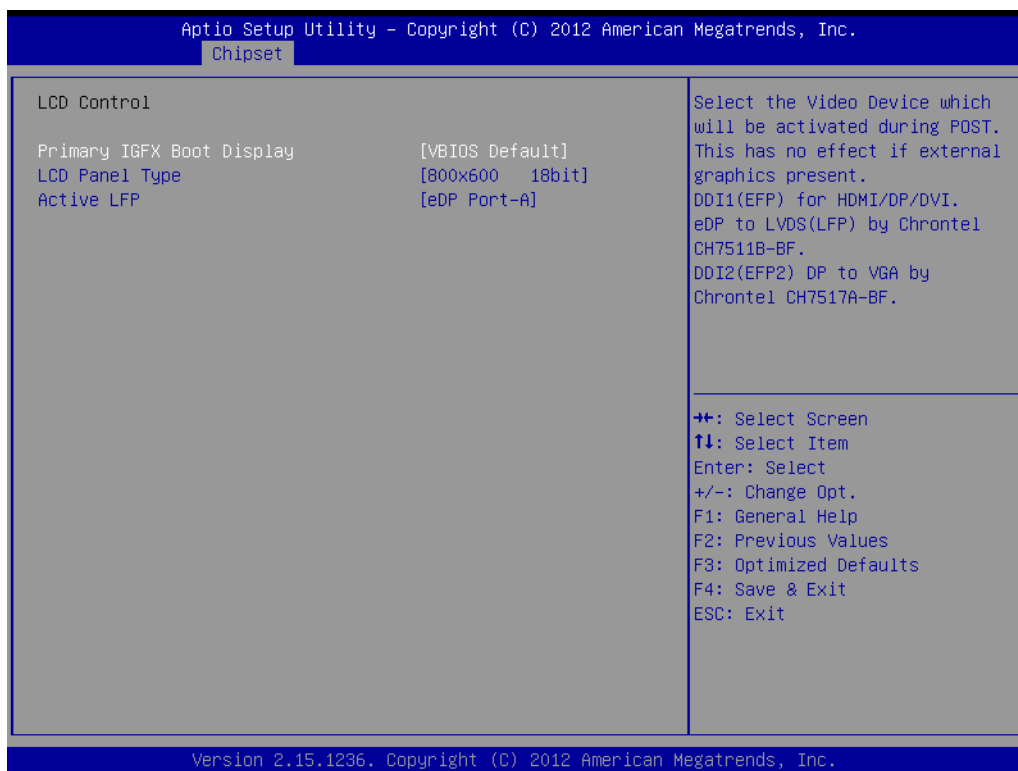 Aptio Setup Utility – Copyright (C) 2012 American Megatrends, Inc.
Chipset
LCD Control
Primary IGFX Boot Display [VBIOS Default]
LCD Panel Type [800x600 18bit]
Active LFP [eDP Port-A]
Select the Video Device which
will be activated during POST.
This has no effect if external
graphics present.
DDI1(EFP) for HDMI/DP/DVI.
eDP to LVDS(LFP) by Chrontel
CH7511B-BF.
DDI2(EFP2) DP to VGA by
Chrontel CH7517A-BF.
→←: Select Screen
↑↓: Select Item
Enter: Select
+/-: Change Opt.
F1: General Help
F2: Previous Values
F3: Optimized Defaults
F4: Save & Exit
ESC: Exit
Version 2.15.1236. Copyright (C) 2012 American Megatrends, Inc.